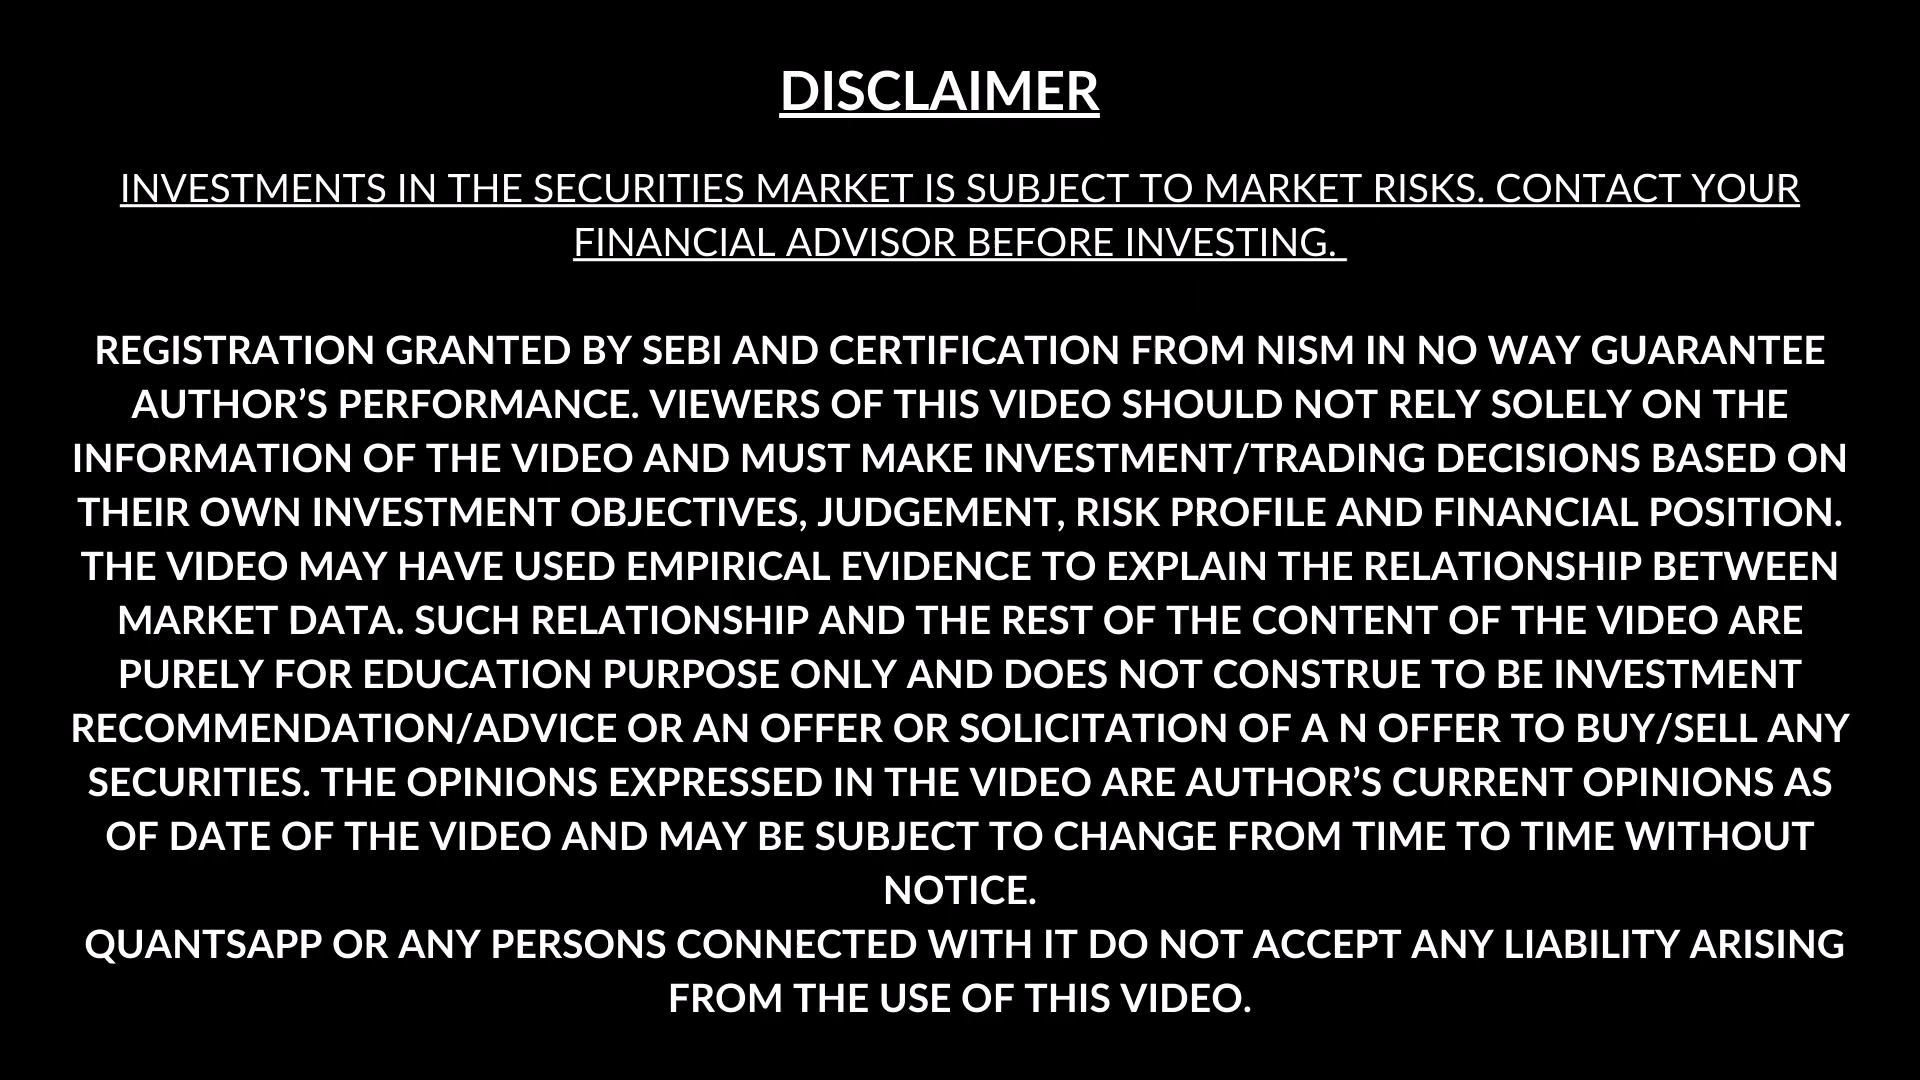 DISCLAIMER
INVESTMENTS IN THE SECURITIES MARKET IS SUBJECT TO MARKET RISKS. CONTACT YOUR
FINANCIAL ADVISOR BEFORE INVESTING.
REGISTRATION GRANTED BY SEBI AND CERTIFICATION FROM NISM IN NO WAY GUARANTEE
AUTHOR’S PERFORMANCE. VIEWERS OF THIS VIDEO SHOULD NOT RELY SOLELY ON THE
INFORMATION OF THE VIDEO AND MUST MAKE INVESTMENT/TRADING DECISIONS BASED ON
THEIR OWN INVESTMENT OBJECTIVES, JUDGEMENT, RISK PROFILE AND FINANCIAL POSITION.
THE VIDEO MAY HAVE USED EMPIRICAL EVIDENCE TO EXPLAIN THE RELATIONSHIP BETWEEN
MARKET DATA. SUCH RELATIONSHIP AND THE REST OF THE CONTENT OF THE VIDEO ARE
PURELY FOR EDUCATION PURPOSE ONLY AND DOES NOT CONSTRUE TO BE INVESTMENT
RECOMMENDATION/ADVICE OR AN OFFER OR SOLICITATION OF A N OFFER TO BUY/SELL ANY
SECURITIES. THE OPINIONS EXPRESSED IN THE VIDEO ARE AUTHOR’S CURRENT OPINIONS AS
OF DATE OF THE VIDEO AND MAY BE SUBJECT TO CHANGE FROM TIME TO TIME WITHOUT
NOTICE.
QUANTSAPP OR ANY PERSONS CONNECTED WITH IT DO NOT ACCEPT ANY LIABILITY ARISING
FROM THE USE OF THIS VIDEO.